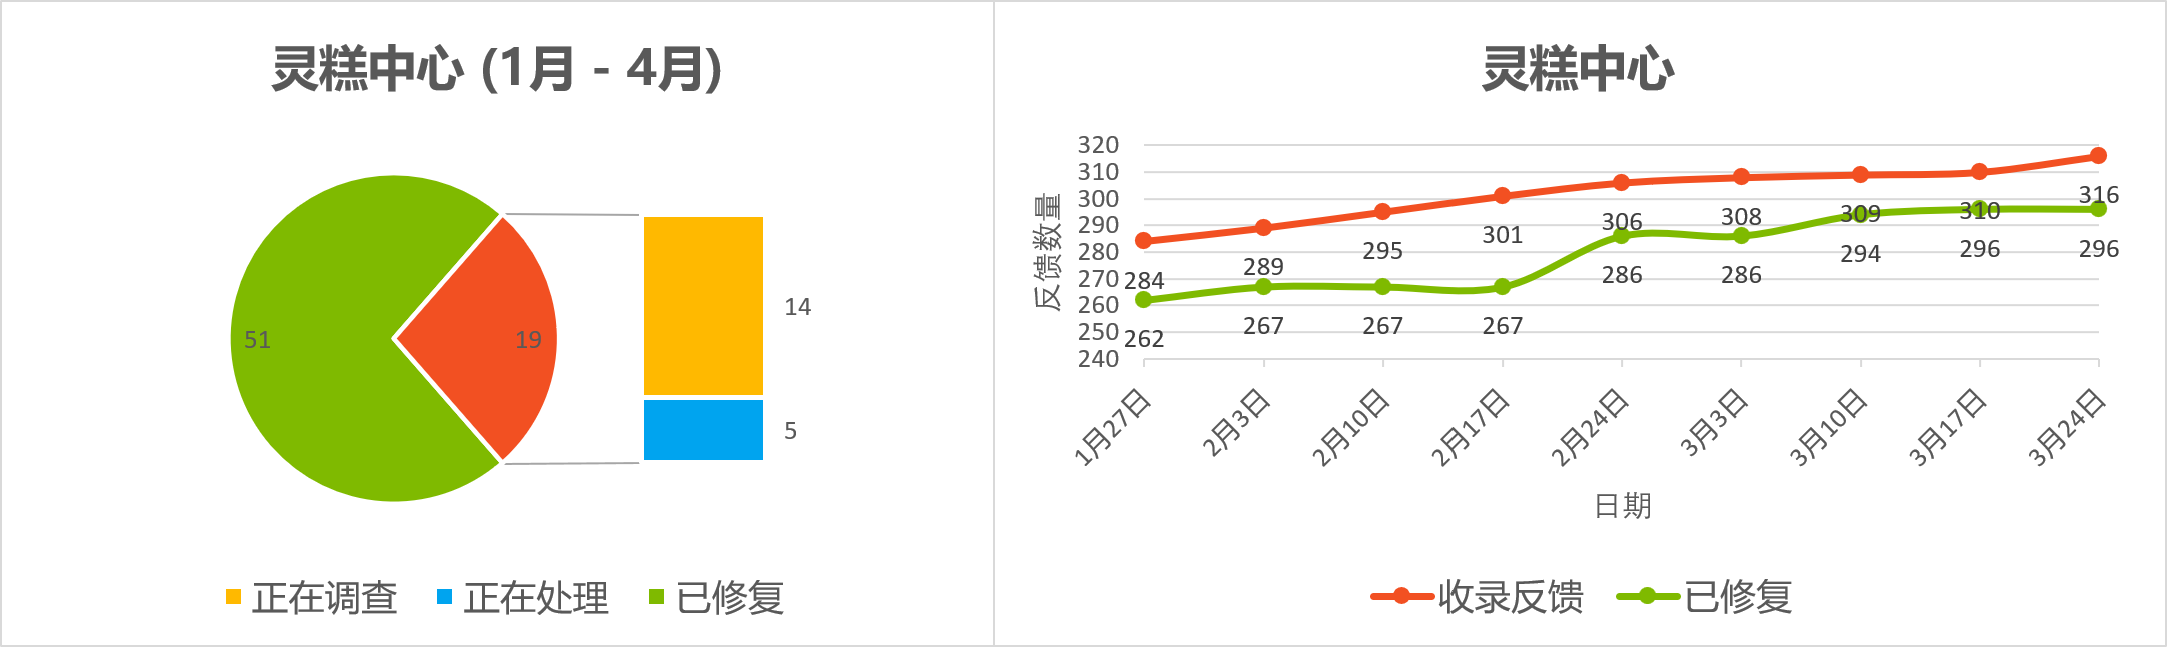 灵糕中心 (1月 - 4月)
51
19
14
5
正在调查
正在处理
已修复
灵糕中心
反馈数量
320
310
300
290
280
270
260
250
240
284
289
295
301
306
308
309
310
316
262
267
267
267
286
286
294
296
296
1月27日
2月3日
2月10日
2月17日
2月24日
3月3日
3月10日
3月17日
3月24日
日期
收录反馈
已修复